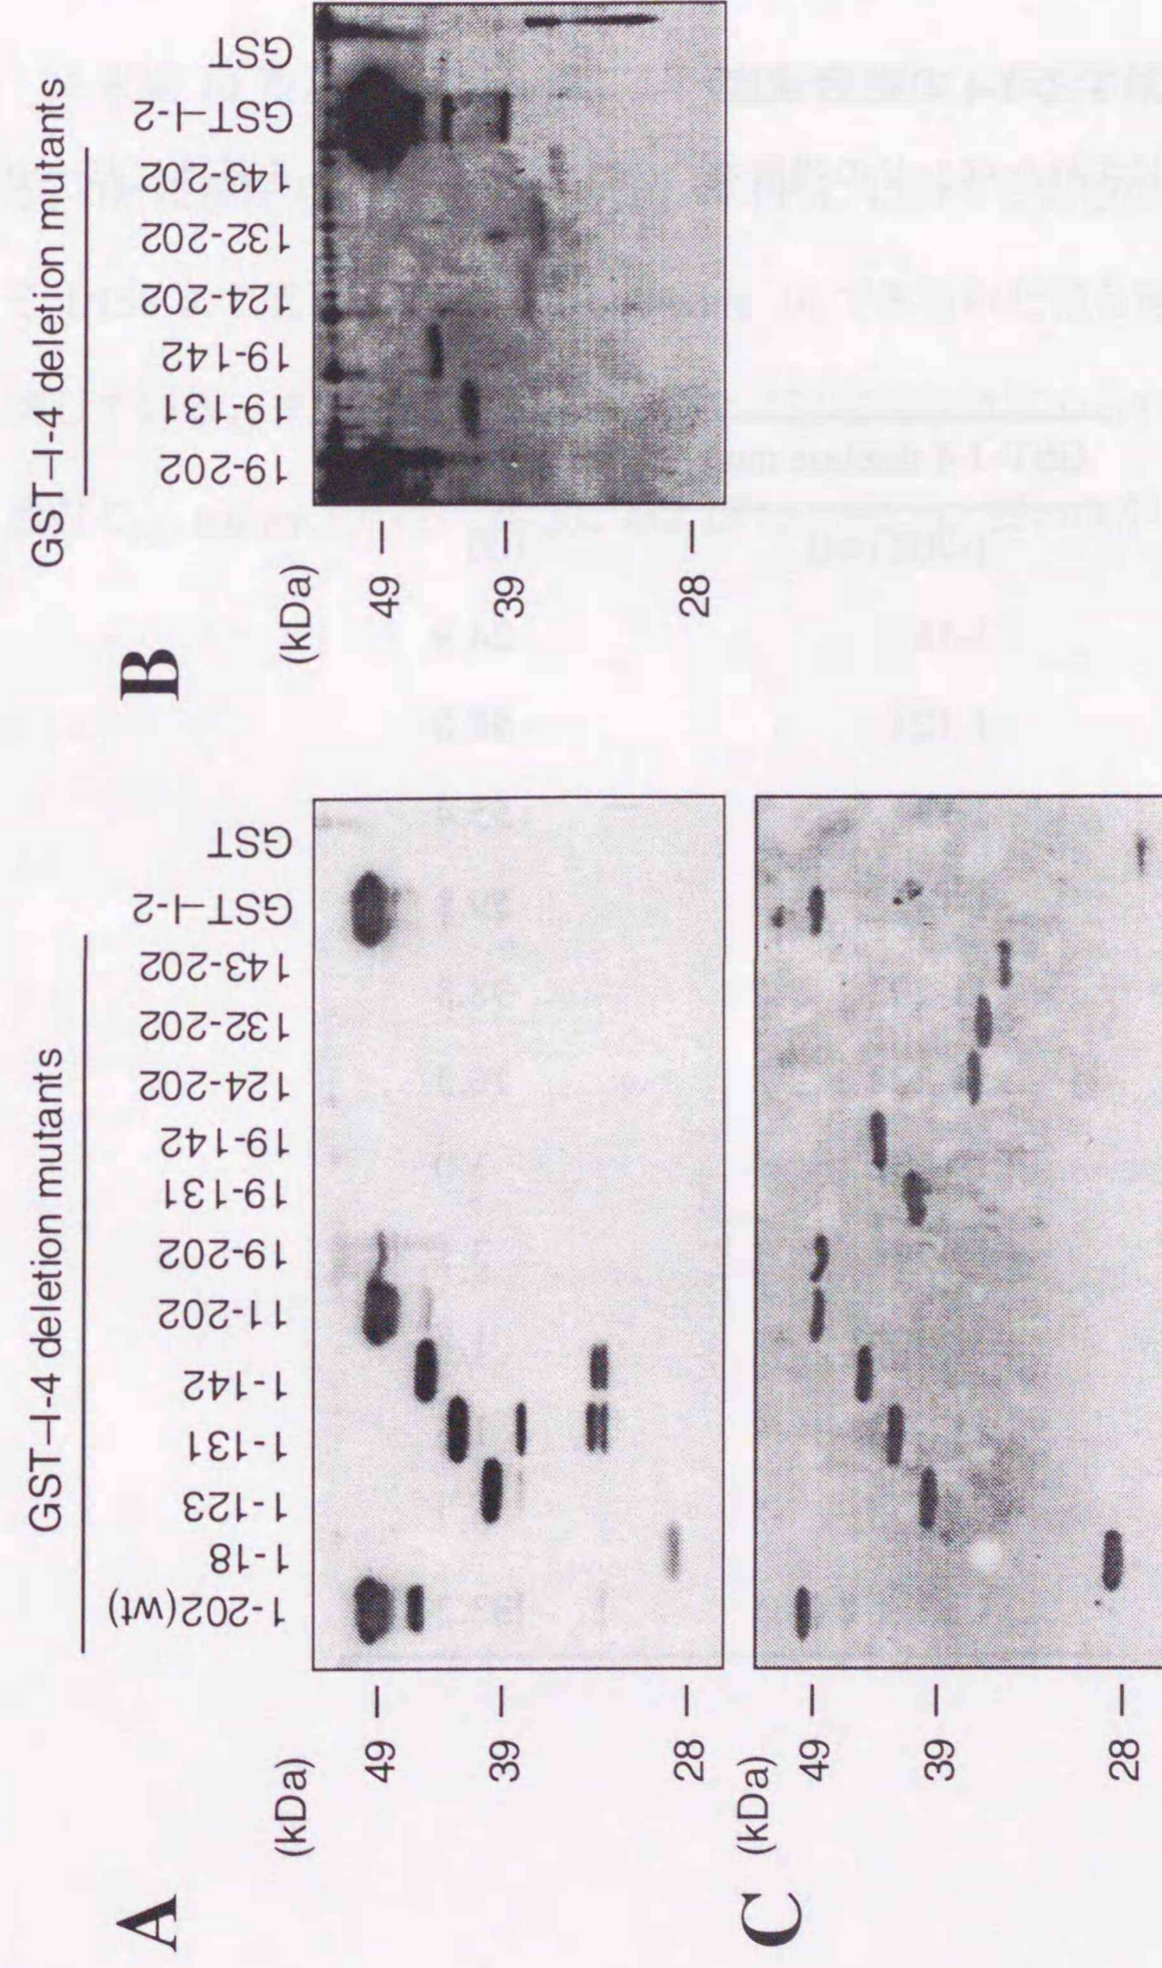 A
GST–I-4 deletion mutants
1-202(wt)
1-18
1-123
1-131
1-142
11-202
19-202
19-131
19-142
124-202
132-202
143-202
GST–I-2
GST
(kDa)
49
39
28
B
GST–I-4 deletion mutants
19-202
19-131
19-142
124-202
132-202
143-202
GST–I-2
GST
(kDa)
49
39
28
C
(kDa)
49
39
28